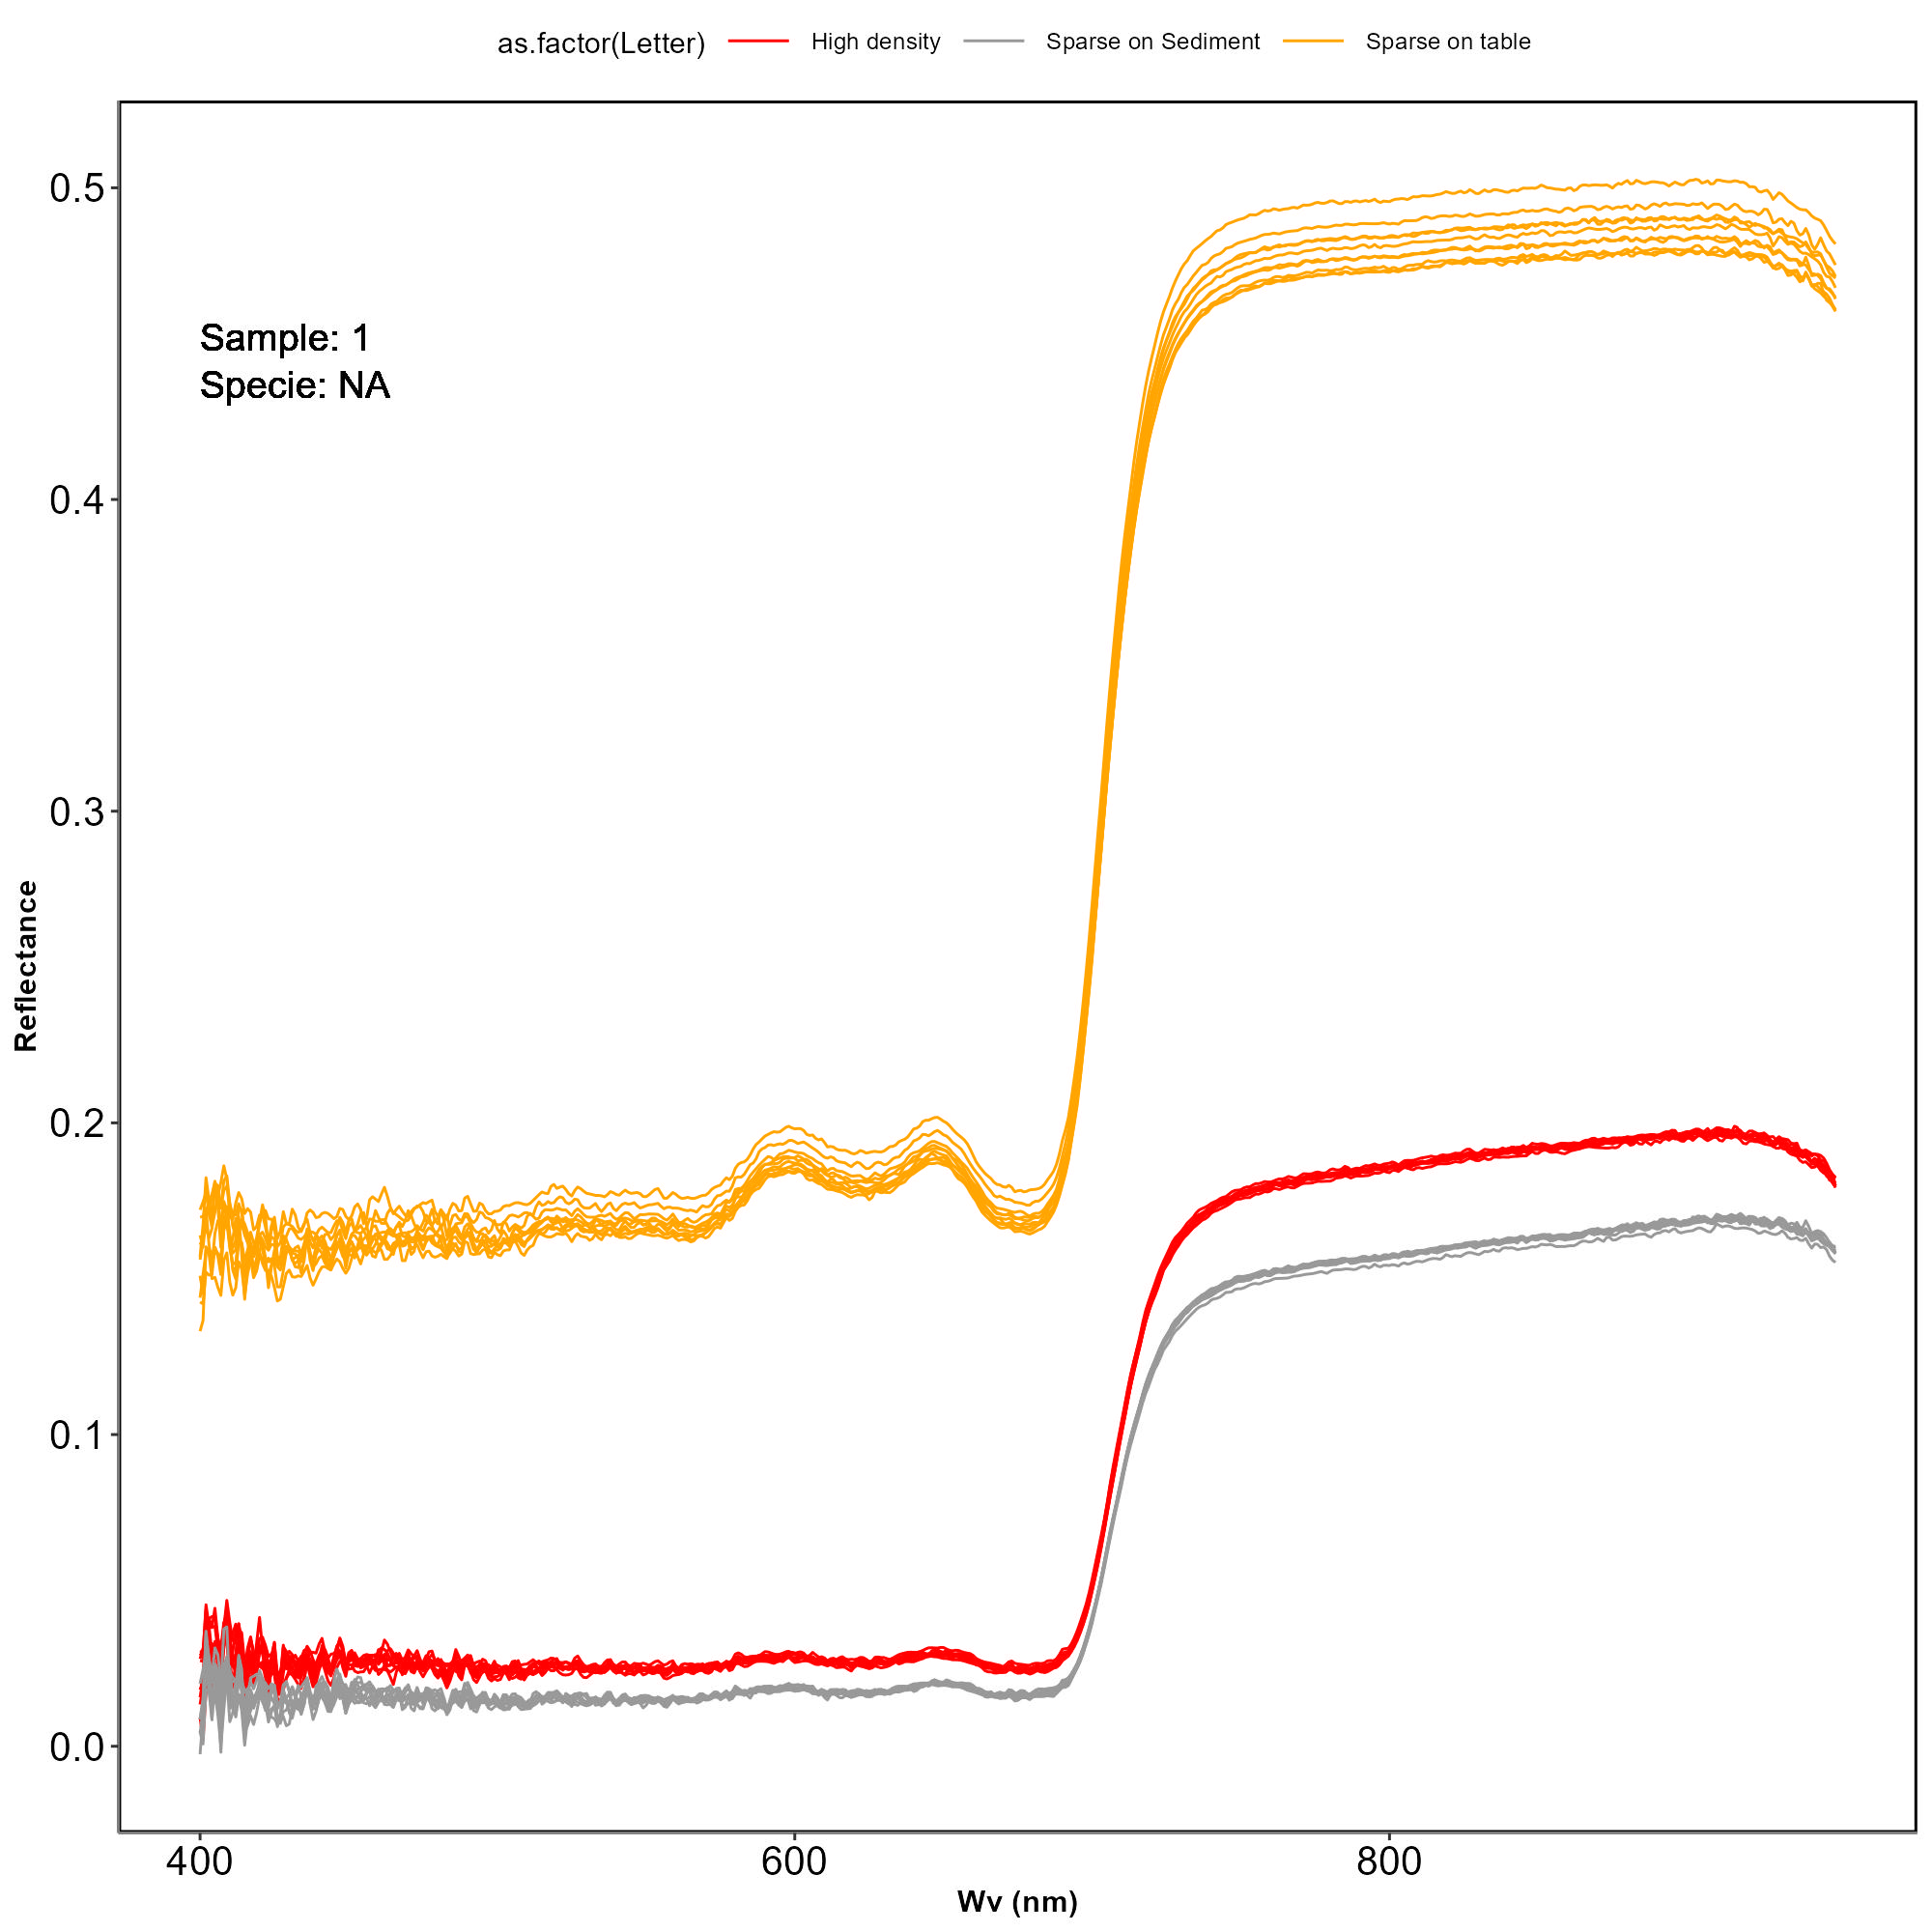 as.factor(Letter) High density Sparse on Sediment Sparse on table
0.5
Sample: 1
Specie: NA
0.4
0.3
Reflectance
0.2
0.1
0.0
400 600 800
Wv (nm)